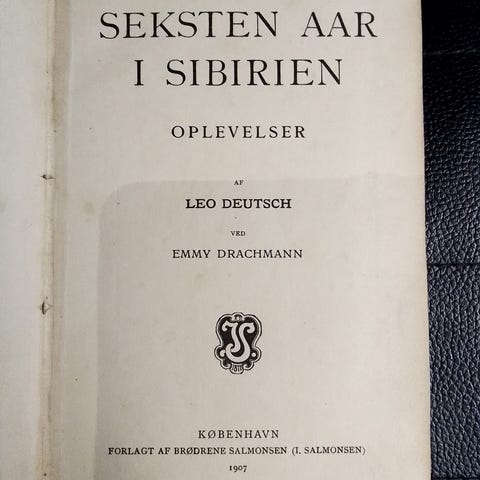 SEKSTEN AAR
I SIBIRIEN
OPLEVELSER
AF
LEO DEUTSCH
VED
EMMY DRACHMANN
KØBENHAVN
FORLAGT AF BRØDRENE SALMONSEN (I. SALMONSEN)
1907